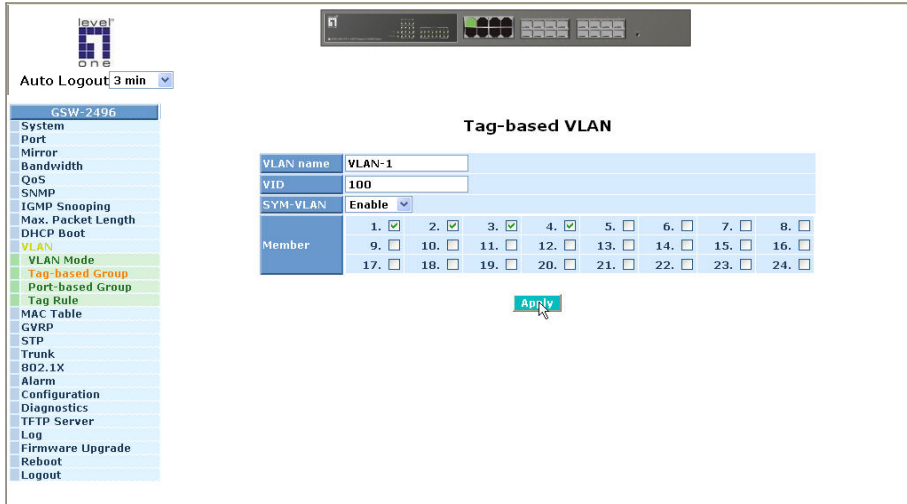 level
one
Auto Logout 3 min
GSW-2496
System
Port
Mirror
Bandwidth
QoS
SNMP
IGMP Snooping
Max. Packet Length
DHCP Boot
VLAN
VLAN Mode
Tag-based Group
Port-based Group
Tag Rule
MAC Table
GVRP
STP
Trunk
802.1X
Alarm
Configuration
Diagnostics
TFTP Server
Log
Firmware Upgrade
Reboot
Logout
Tag-based VLAN
VLAN name VLAN-1
VID 100
SYM-VLAN Enable
Member
1. 2. 3. 4. 5. 6. 7. 8.
9. 10. 11. 12. 13. 14. 15. 16.
17. 18. 19. 20. 21. 22. 23. 24.
Apply